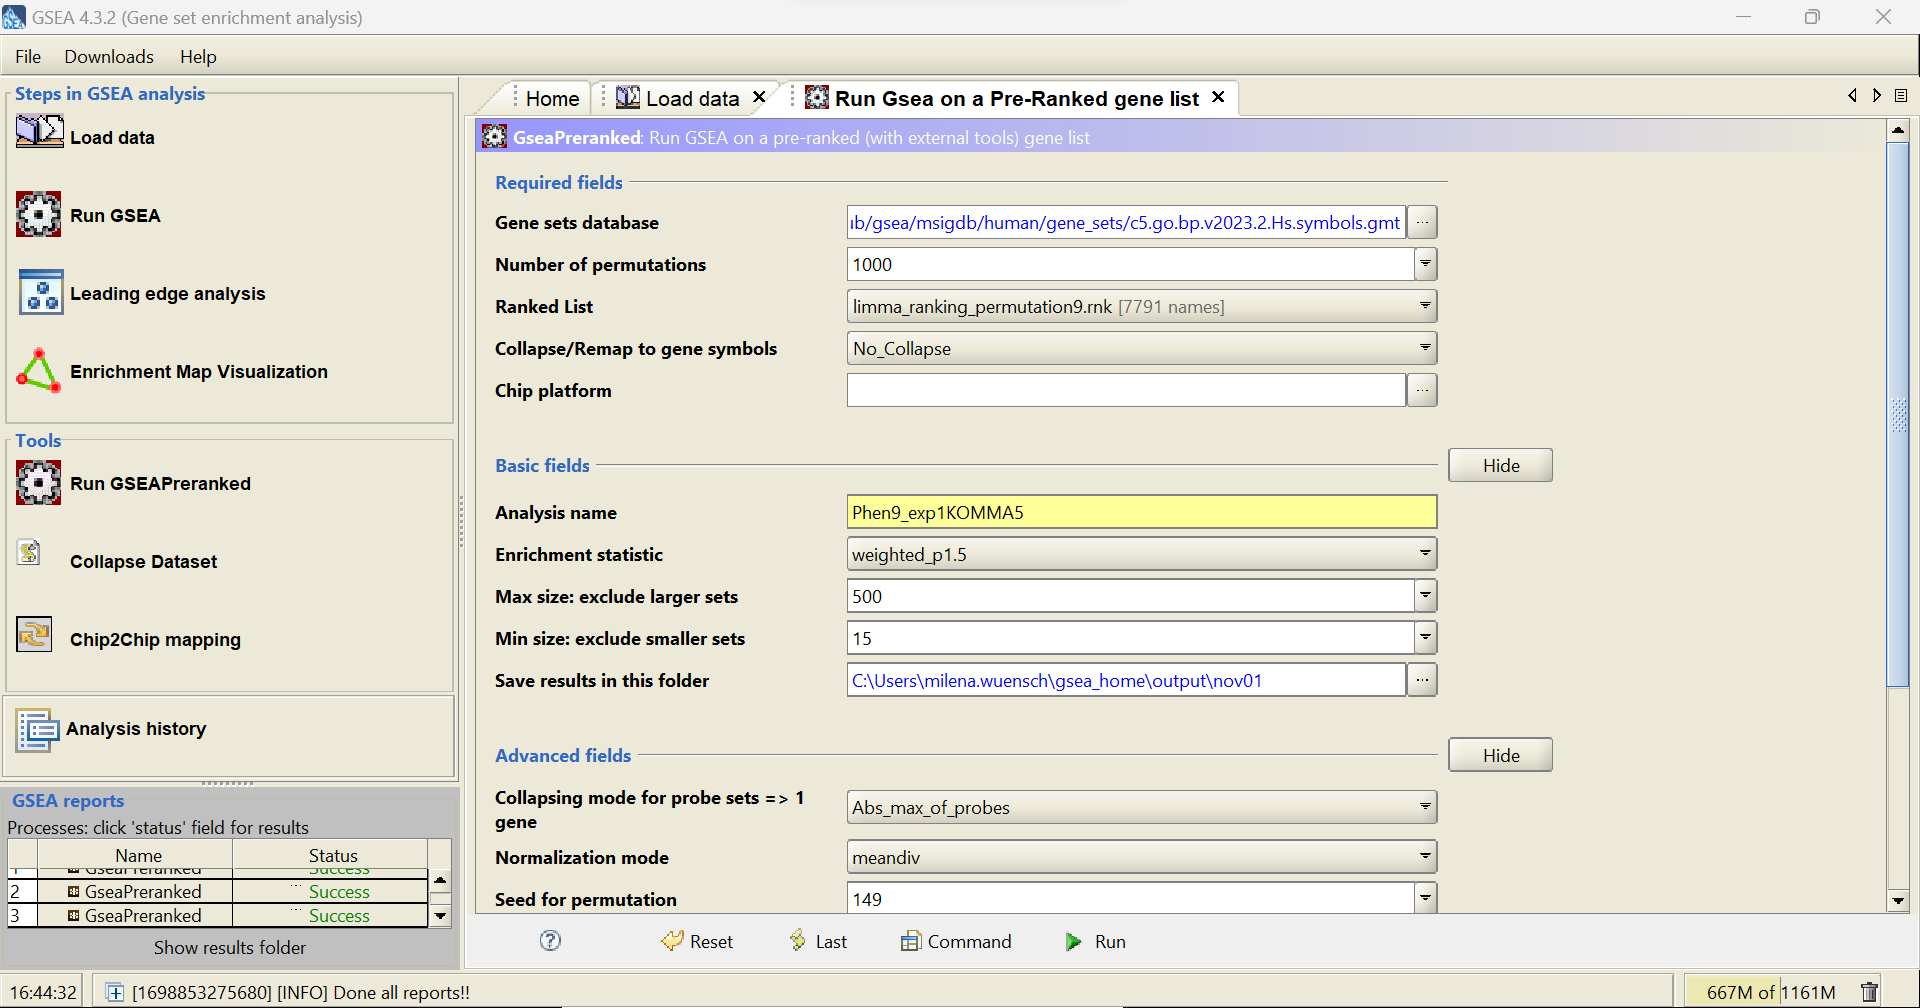 GSEA 4.3.2 (Gene set enrichment analysis)
File Downloads Help
Steps in GSEA analysis
Load data
Run GSEA
Leading edge analysis
Enrichment Map Visualization
Tools
Run GSEAPreranked
Collapse Dataset
Chip2Chip mapping
Analysis history
GSEA reports
Processes: click 'status' field for results
Name Status
1 GseaPreranked Success
2 GseaPreranked ... Success
3 GseaPreranked ... Success
Show results folder
Home Load data Run Gsea on a Pre-Ranked gene list
GseaPreranked: Run GSEA on a pre-ranked (with external tools) gene list
Required fields
Gene sets database ıb/gsea/msigdb/human/gene_sets/c5.go.bp.v2023.2.Hs.symbols.gmt ...
Number of permutations 1000
Ranked List limma_ranking_permutation9.rnk [7791 names]
Collapse/Remap to gene symbols No_Collapse
Chip platform ...
Basic fields Hide
Analysis name Phen9_exp1KOMMA5
Enrichment statistic weighted_p1.5
Max size: exclude larger sets 500
Min size: exclude smaller sets 15
Save results in this folder C:\Users\milena.wuensch\gsea_home\output\nov01 ...
Advanced fields Hide
Collapsing mode for probe sets => 1
gene
Abs_max_of_probes
Normalization mode meandiv
Seed for permutation 149
? Reset Last Command Run
16:44:32 [1698853275680] [INFO] Done all reports!! 667M of 1161M